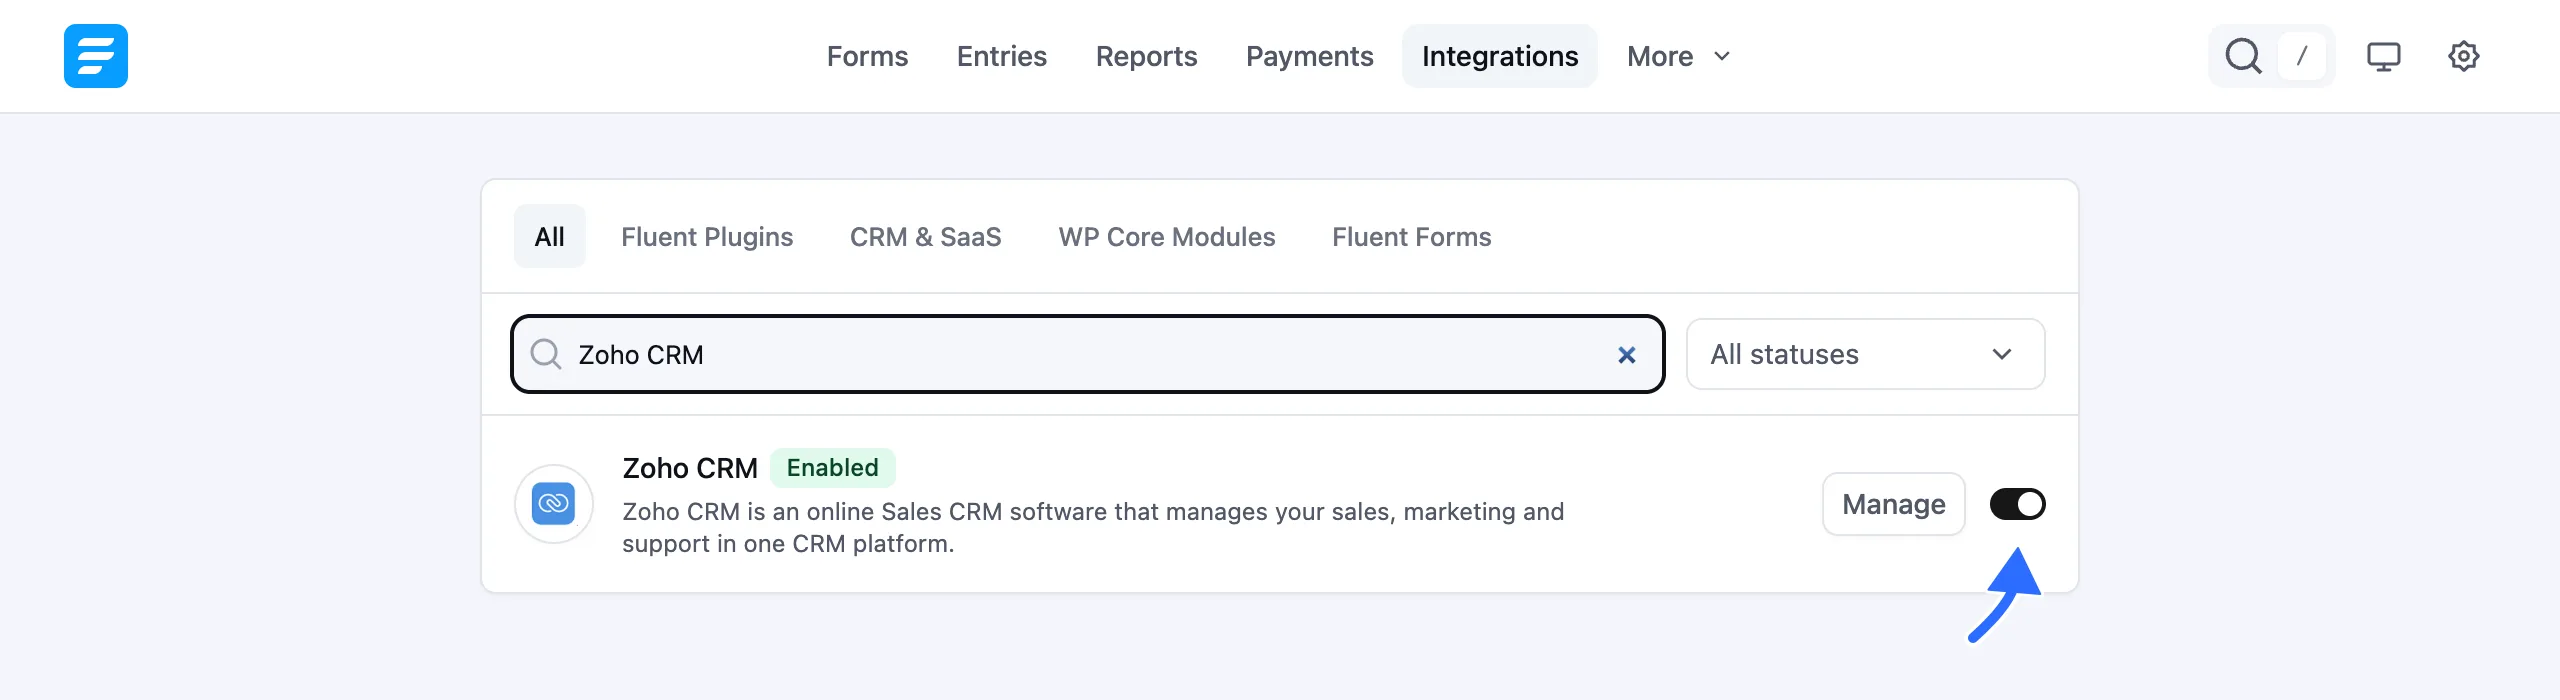 Forms Entries Reports Payments Integrations More /
All Fluent Plugins CRM & SaaS WP Core Modules Fluent Forms
Zoho CRM All statuses
Zoho CRM Enabled
Zoho CRM is an online Sales CRM software that manages your sales, marketing and
support in one CRM platform.
Manage